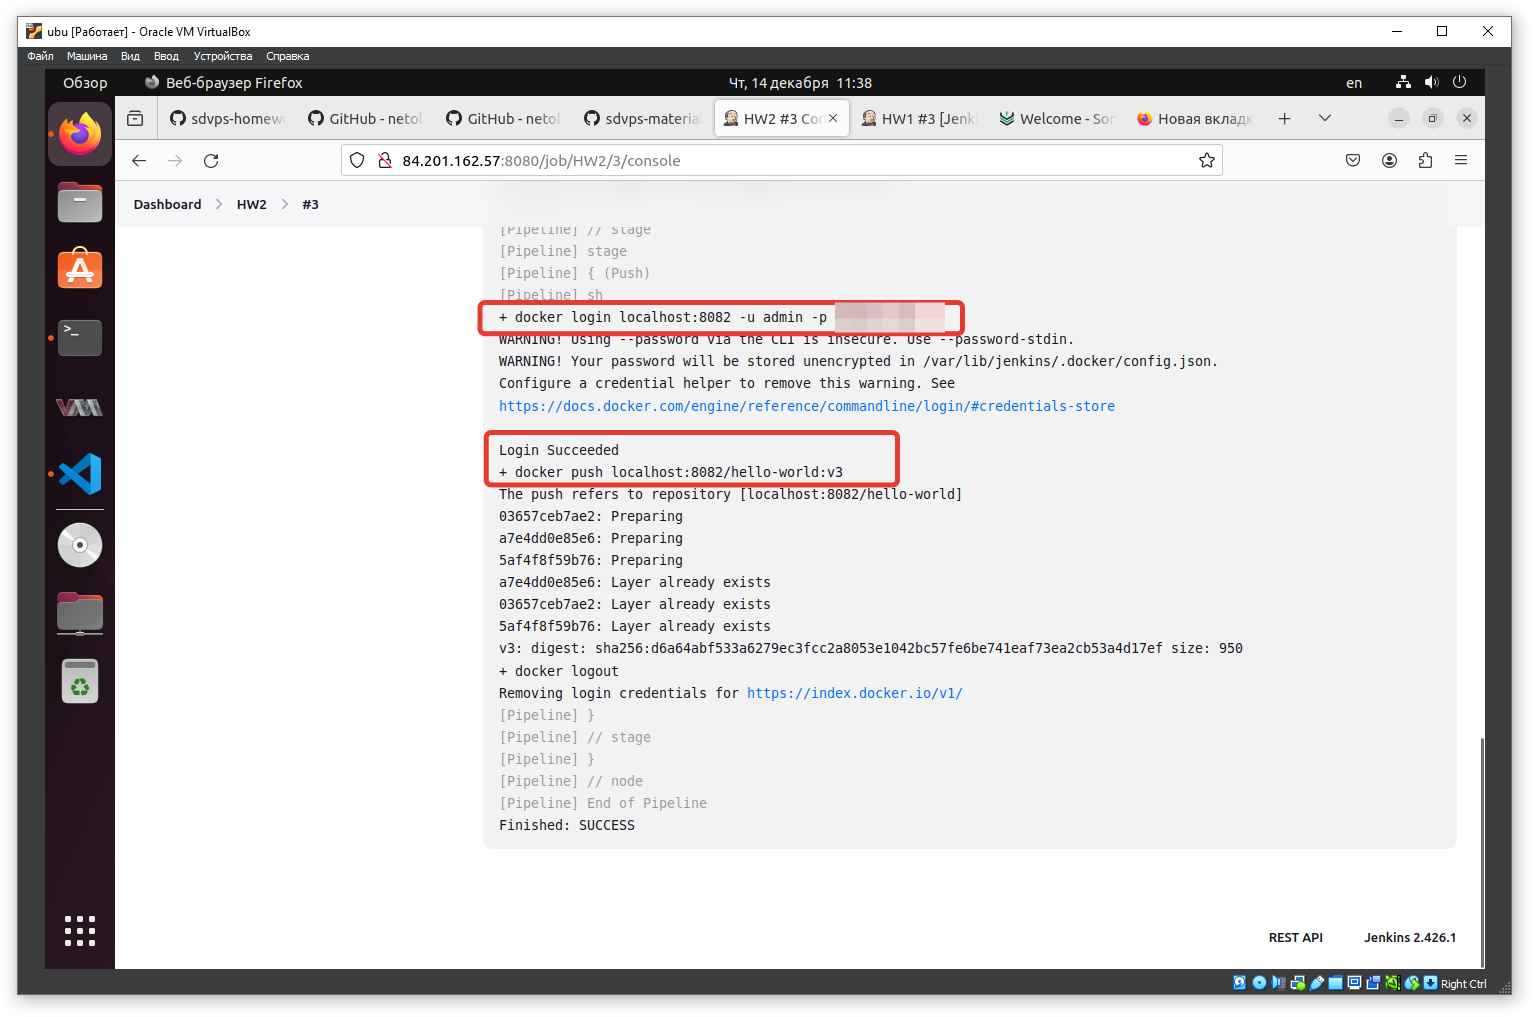 ubu [Работает] - Oracle VM VirtualBox
Файл Машина Вид Ввод Устройства Справка
Обзор Веб-браузер Firefox Чт, 14 декабря 11:38 en
sdvps-homew GitHub - netol GitHub - netol sdvps-material HW2 #3 Con HW1 #3 [Jenk Welcome - Son Новая вкладк
84.201.162.57:8080/job/HW2/3/console
Dashboard HW2 #3
[Pipeline] // stage
[Pipeline] stage
[Pipeline] { (Push)
[Pipeline] sh
+ docker login localhost:8082 -u admin -p
WARNING! Using --password via the CLI is insecure. Use --password-stdin.
WARNING! Your password will be stored unencrypted in /var/lib/jenkins/.docker/config.json.
Configure a credential helper to remove this warning. See
https://docs.docker.com/engine/reference/commandline/login/#credentials-store
Login Succeeded
+ docker push localhost:8082/hello-world:v3
The push refers to repository [localhost:8082/hello-world]
03657ceb7ae2: Preparing
a7e4dd0e85e6: Preparing
5af4f8f59b76: Preparing
a7e4dd0e85e6: Layer already exists
03657ceb7ae2: Layer already exists
5af4f8f59b76: Layer already exists
v3: digest: sha256:d6a64abf533a6279ec3fcc2a8053e1042bc57fe6be741eaf73ea2cb53a4d17ef size: 950
+ docker logout
Removing login credentials for https://index.docker.io/v1/
[Pipeline] }
[Pipeline] // stage
[Pipeline] }
[Pipeline] // node
[Pipeline] End of Pipeline
Finished: SUCCESS
REST API Jenkins 2.426.1
Right Ctrl